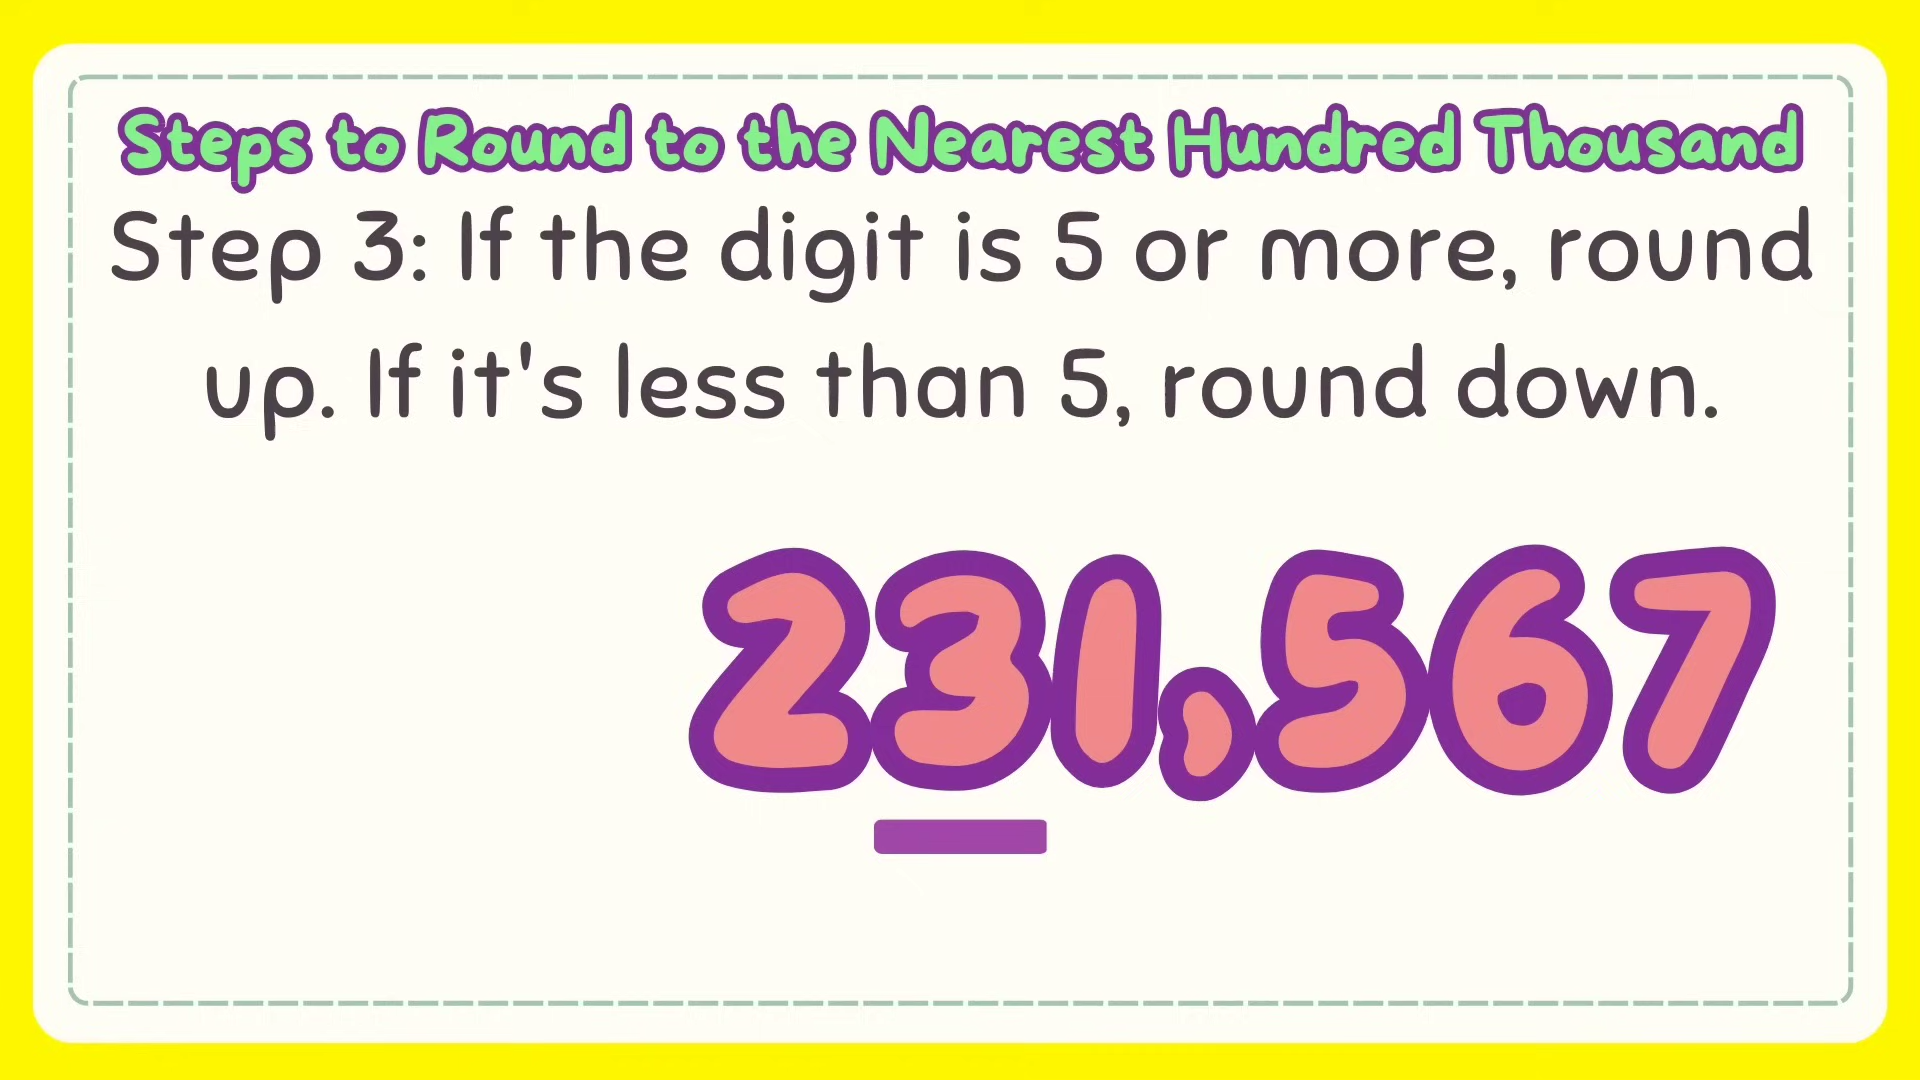 Steps to Round to the Nearest Hundred Thousand
Step 3: If the digit is 5 or more, round
up. If it's less than 5, round down.
231,567